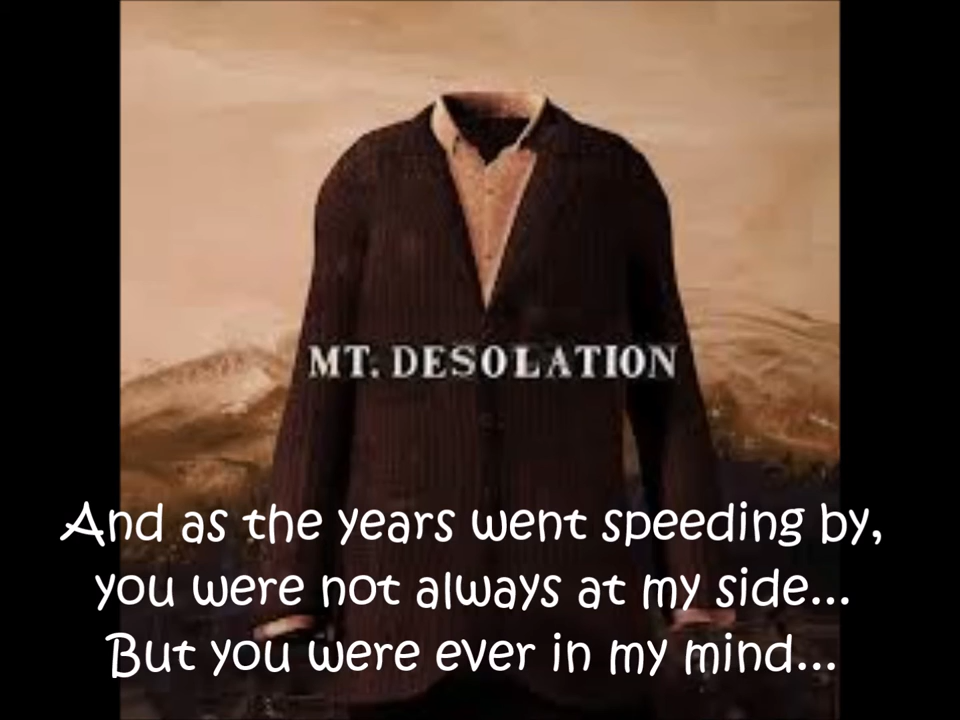 MT. DESOLATION
And as the years went speeding by,
you were not always at my side...
But you were ever in my mind...